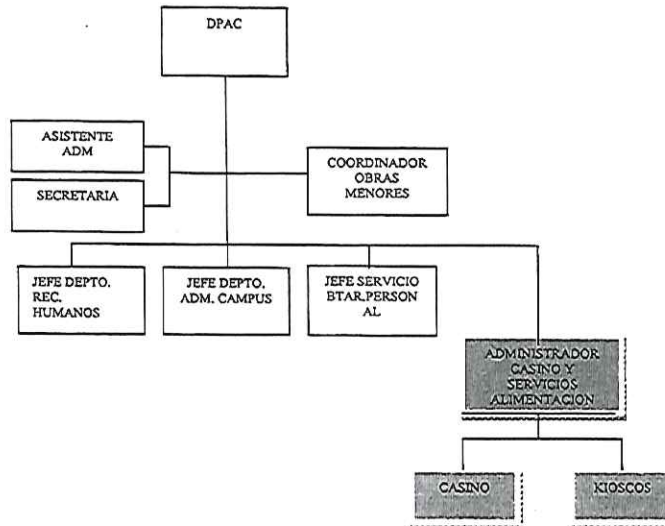 DPAC
ASISTENTE
ADM
SECRETARIA
COORDINADOR
OBRAS
MENORES
JEFE DEPTO.
REC.
HUMANOS
JEFE DEPTO.
ADM. CAMPUS
JEFE SERVICIO
BTAR.PERSON
AL
ADMINISTRADOR
CASINO Y
SERVICIOS
ALIMENTACION
CASINO
KIOSCOS